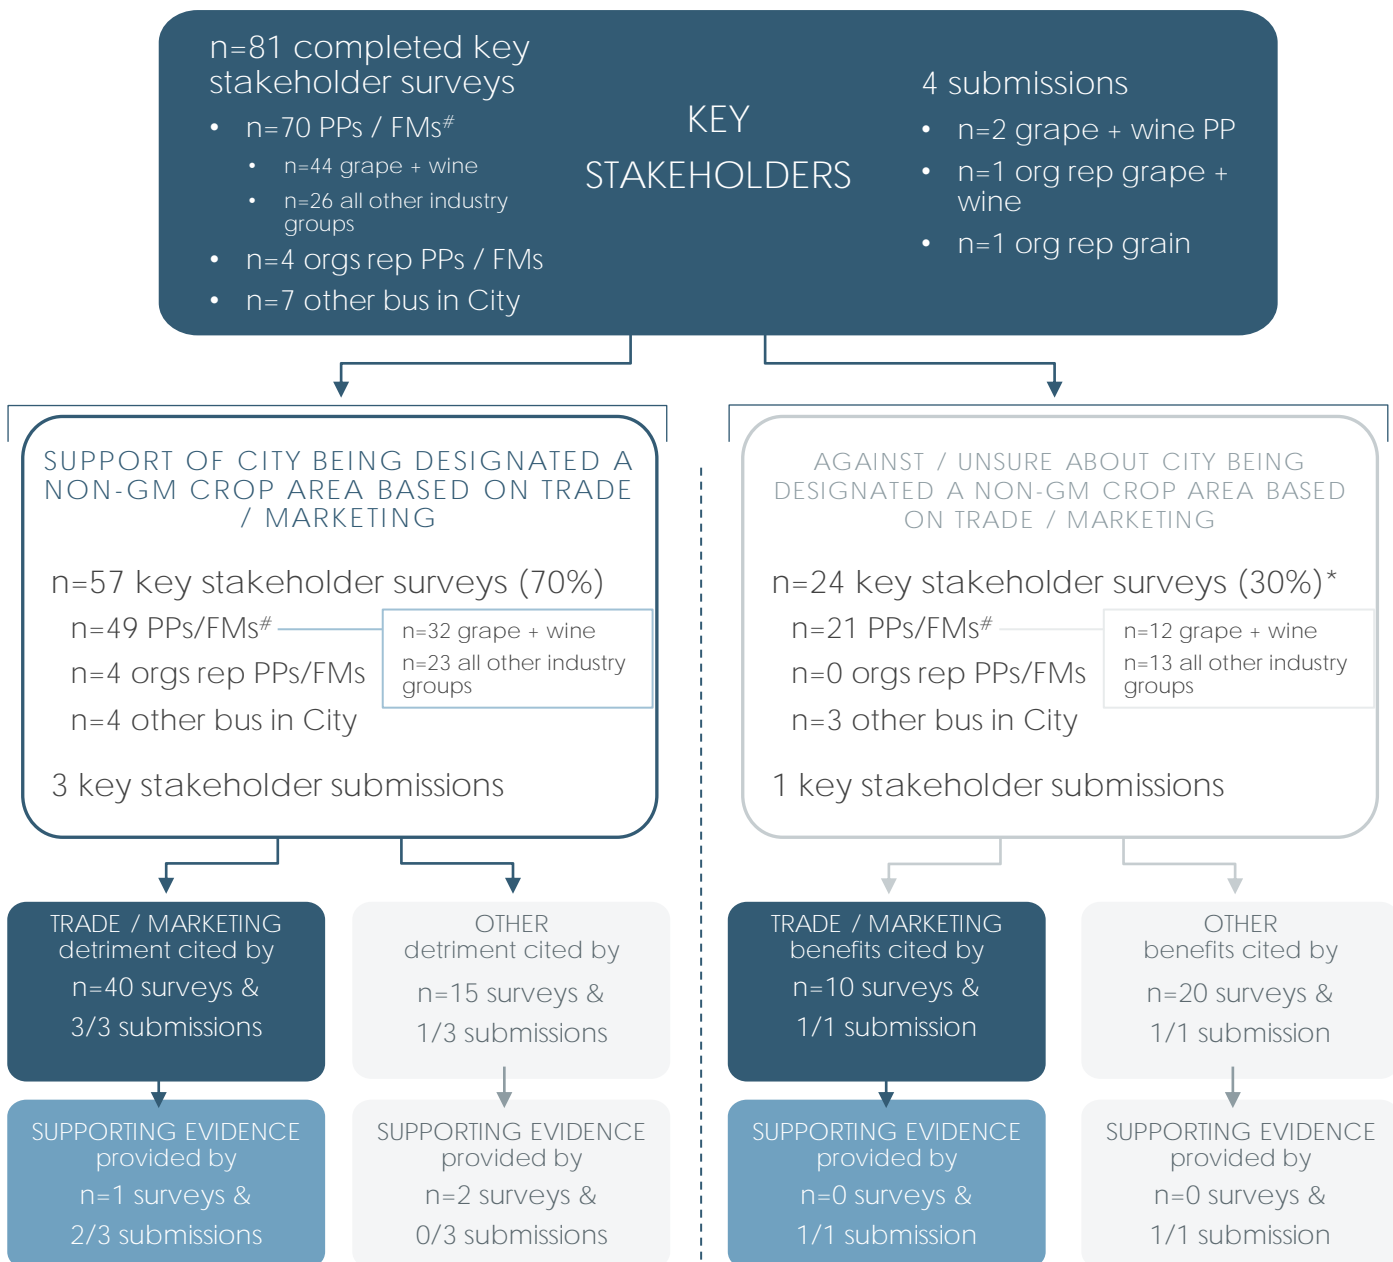 n=81 completed key
stakeholder surveys
• n=70 PPs / FMs#
• n=44 grape + wine
• n=26 all other industry
groups
• n=4 orgs rep PPs / FMs
• n=7 other bus in City
KEY
STAKEHOLDERS
4 submissions
• n=2 grape + wine PP
• n=1 org rep grape +
wine
• n=1 org rep grain
SUPPORT OF CITY BEING DESIGNATED A
NON-GM CROP AREA BASED ON TRADE
/ MARKETING
n=57 key stakeholder surveys (70%)
n=49 PPs/FMs#
n=32 grape + wine
n=23 all other industry
groups
n=4 orgs rep PPs/FMs
n=4 other bus in City
3 key stakeholder submissions
AGAINST / UNSURE ABOUT CITY BEING
DESIGNATED A NON-GM CROP AREA BASED
ON TRADE / MARKETING
n=24 key stakeholder surveys (30%)*
n=21 PPs/FMs#
n=12 grape + wine
n=13 all other industry
groups
n=0 orgs rep PPs/FMs
n=3 other bus in City
1 key stakeholder submissions
TRADE / MARKETING
detriment cited by
n=40 surveys &
3/3 submissions
OTHER
detriment cited by
n=15 surveys &
1/3 submissions
TRADE / MARKETING
benefits cited by
n=10 surveys &
1/1 submission
OTHER
benefits cited by
n=20 surveys &
1/1 submission
SUPPORTING EVIDENCE
provided by
n=1 surveys &
2/3 submissions
SUPPORTING EVIDENCE
provided by
n=2 surveys &
0/3 submissions
SUPPORTING EVIDENCE
provided by
n=0 surveys &
1/1 submission
SUPPORTING EVIDENCE
provided by
n=0 surveys &
1/1 submission